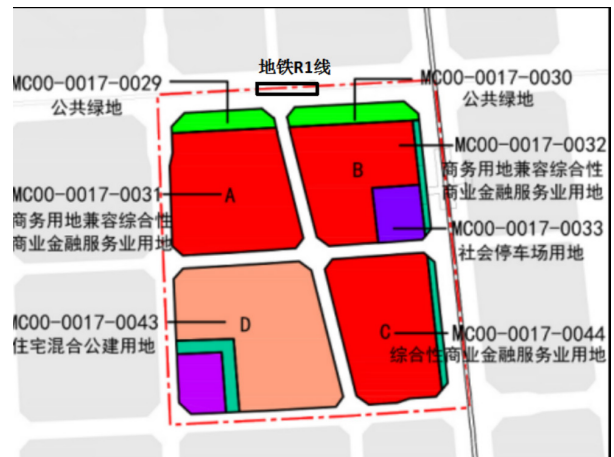 地铁R1线
MC00-0017-0029
公共绿地
MC00-0017-0030
公共绿地
MC00-0017-0032
商务用地兼容综合性
商业金融服务业用地
B
MC00-0017-0031
商务用地兼容综合性
商业金融服务业用地
A
MC00-0017-0033
社会停车场用地
MC00-0017-0043
住宅混合公建用地
D
C
MC00-0017-0044
综合性商业金融服务业用地